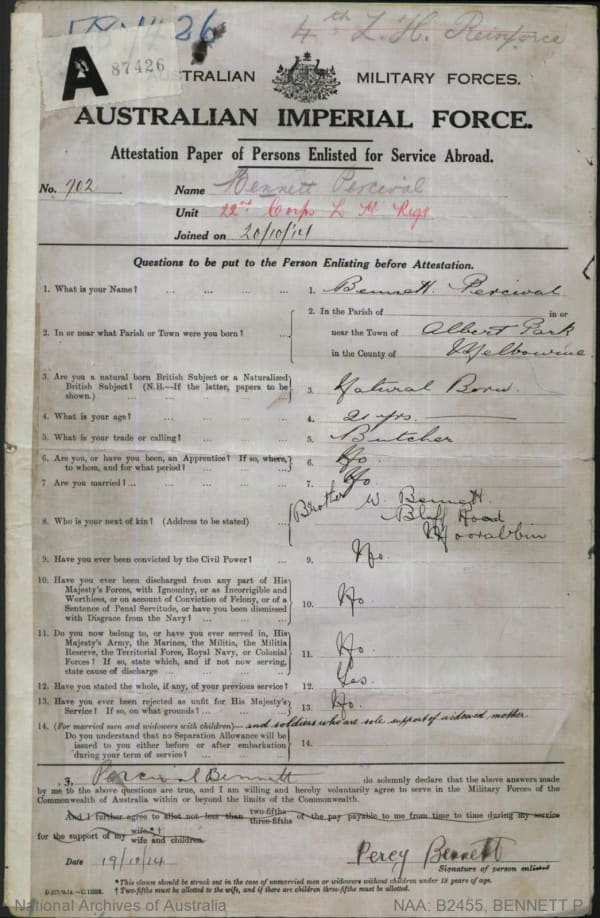 26
4th L. H. Reinforce
A 87426
AUSTRALIAN MILITARY FORCES.
AUSTRALIAN IMPERIAL FORCE.
Attestation Paper of Persons Enlisted for Service Abroad.
No. 702 Name Bennett Percival
Unit 22nd Corps L H Regt
Joined on 20/10/14
Questions to be put to the Person Enlisting before Attestation.
1. What is your Name? ... ... ... ... 1. Bennett. Percival
2. In or near what Parish or Town were you born? ... 2. In the Parish of in or
near the Town of Albert Park
in the County of Melbourne
3. Are you a natural born British Subject or a Naturalized
British Subject? (N.B.—If the latter, papers to be
shown.) ... ... ... ... 3. Natural Born.
4. What is your age? ... ... ... ... 4. 21 yrs.
5. What is your trade or calling? ... ... ... 5. Butcher
6. Are you, or have you been, an Apprentice? If so, where,
to whom, and for what period? ... ... ... 6. No.
7. Are you married?... ... ... ... 7. No.
8. Who is your next of kin? (Address to be stated) ... 8. Brother W. Bennett.
Bluff Road
Moorabbin
9. Have you ever been convicted by the Civil Power? ... 9. No.
10. Have you ever been discharged from any part of His
Majesty's Forces, with Ignominy, or as Incorrigible and
Worthless, or on account of Conviction of Felony, or of a
Sentence of Penal Servitude, or have you been dismissed
with Disgrace from the Navy? ... ... ... 10. No.
11. Do you now belong to, or have you ever served in, His
Majesty's Army, the Marines, the Militia, the Militia
Reserve, the Territorial Force, Royal Navy, or Colonial
Forces? If so, state which, and if not now serving,
state cause of discharge ... ... ... ... 11. No.
12. Have you stated the whole, if any, of your previous service? 12. Yes.
13. Have you ever been rejected as unfit for His Majesty's
Service? If so, on what grounds? ... ... ... 13. No.
14. (For married men and widowers with children)— and soldiers who are sole support of widowed mother
Do you understand that no Separation Allowance will be
issued to you either before or after embarkation
during your term of service? ... ... ... 14.
I, Percival Bennett do solemnly declare that the above answers made
by me to the above questions are true, and I am willing and hereby voluntarily agree to serve in the Military Forces of the
Commonwealth of Australia within or beyond the limits of the Commonwealth.
And I further agree to allot not less than two-fifths three-fifths of the pay payable to me from time to time during my service
for the support of my wife.*† wife and children.
Date 19/10/14 Percy Bennett
Signature of person enlisted
* This clause should be struck out in the case of unmarried men or widowers without children under 18 years of age.
† Two-fifths must be allotted to the wife, and if there are children three-fifths must be allotted.
National Archives of Australia NAA: B2455, BENNETT P